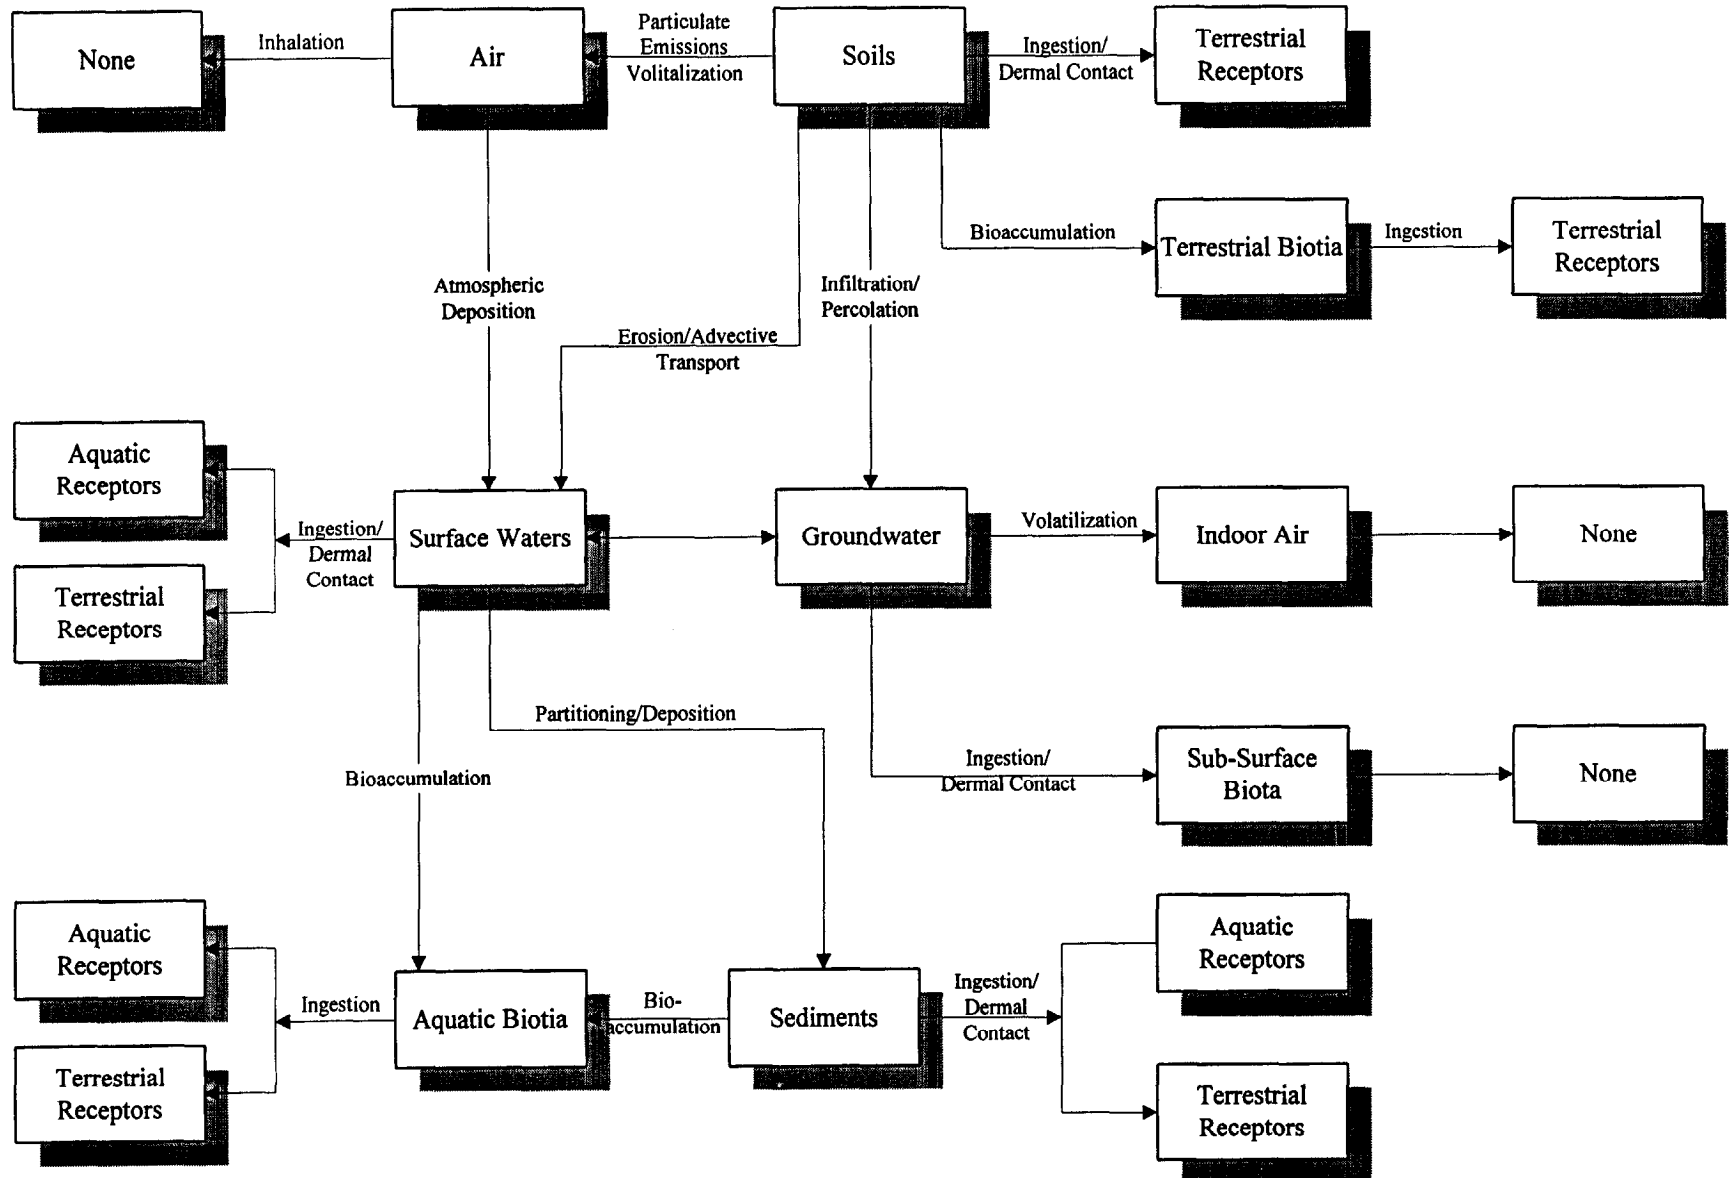 None
Inhalation
Air
Particulate
Emissions
Volitalization
Soils
Ingestion/
Dermal Contact
Terrestrial
Receptors
Bioaccumulation
Terrestrial Biotia
Ingestion
Terrestrial
Receptors
Atmospheric
Deposition
Infiltration/
Percolation
Erosion/Advective
Transport
Aquatic
Receptors
Ingestion/
Dermal
Contact
Terrestrial
Receptors
Surface Waters
Groundwater
Volatilization
Indoor Air
None
Partitioning/Deposition
Bioaccumulation
Ingestion/
Dermal Contact
Sub-Surface
Biota
None
Aquatic
Receptors
Ingestion
Terrestrial
Receptors
Aquatic Biotia
Bio-
accumulation
Sediments
Ingestion/
Dermal
Contact
Aquatic
Receptors
Terrestrial
Receptors